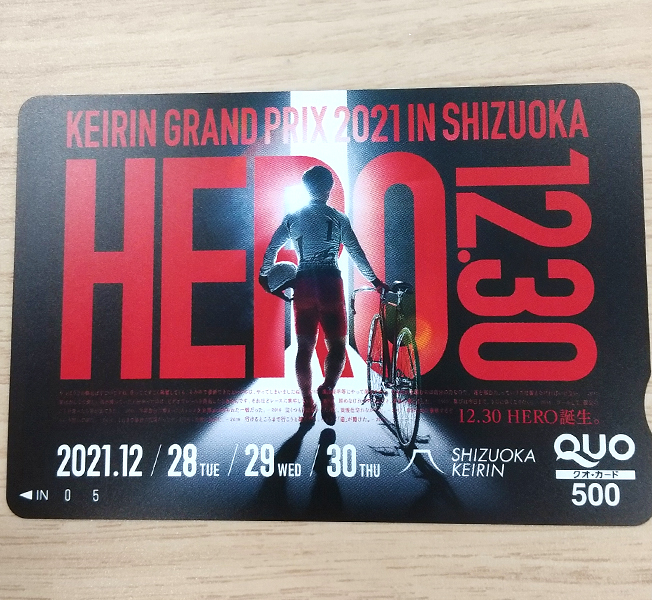 KEIRIN GRAND PRIX 2021 IN SHIZUOKA
HERO
12.30
12.30 HERO誕生。
2021.12 / 28 TUE / 29 WED / 30 THU
SHIZUOKA
KEIRIN
QUO
クオ・カード
500
◀IN 0 5